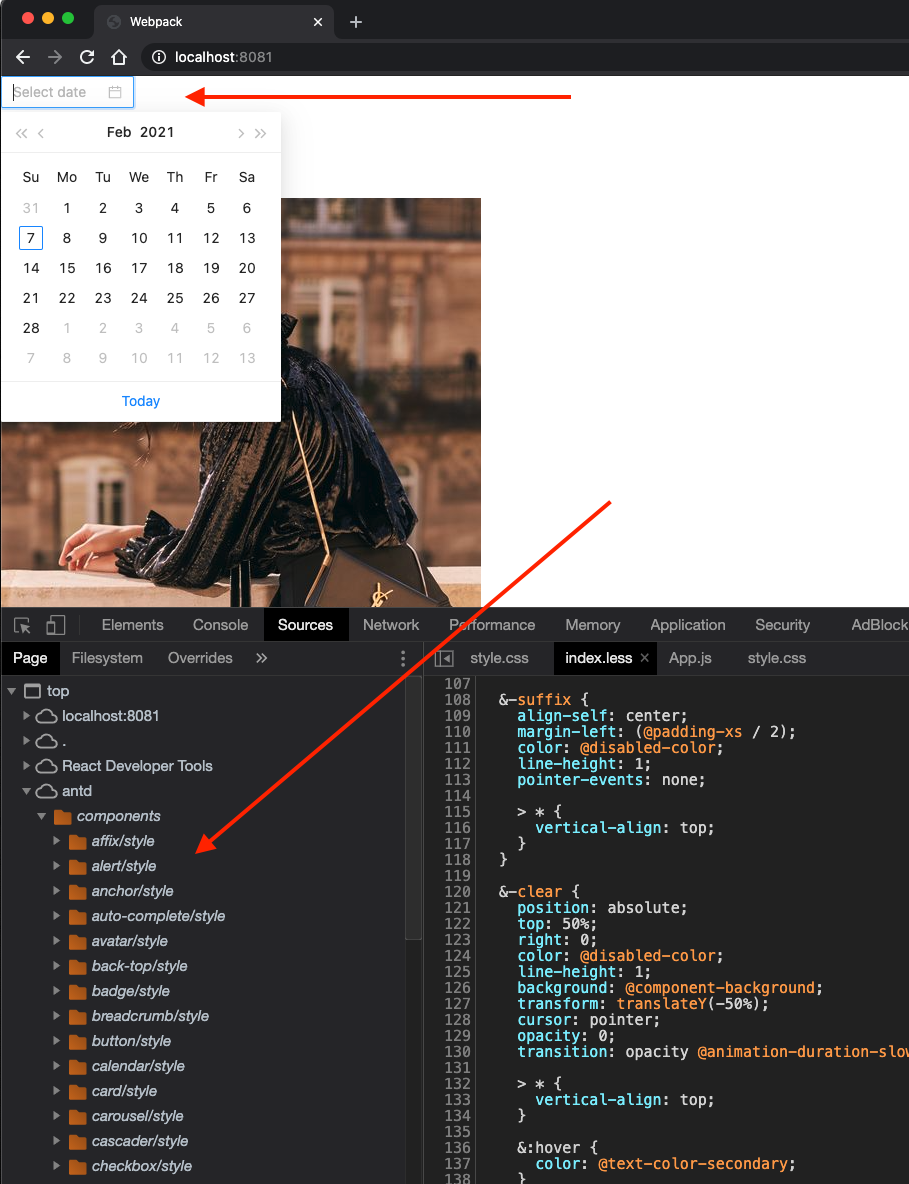 Webpack
localhost:8081
Select date
Feb 2021
Su Mo Tu We Th Fr Sa
31 1 2 3 4 5 6
7 8 9 10 11 12 13
14 15 16 17 18 19 20
21 22 23 24 25 26 27
28 1 2 3 4 5 6
7 8 9 10 11 12 13
Today
Elements Console Sources Network Performance Memory Application Security AdBlock
Page Filesystem Overrides
style.css index.less App.js style.css
top
localhost:8081
.
React Developer Tools
antd
components
affix/style
alert/style
anchor/style
auto-complete/style
avatar/style
back-top/style
badge/style
breadcrumb/style
button/style
calendar/style
card/style
carousel/style
cascader/style
checkbox/style
107
108 &-suffix {
109 align-self: center;
110 margin-left: (@padding-xs / 2);
111 color: @disabled-color;
112 line-height: 1;
113 pointer-events: none;
114
115 > * {
116 vertical-align: top;
117 }
118 }
119
120 &-clear {
121 position: absolute;
122 top: 50%;
123 right: 0;
124 color: @disabled-color;
125 line-height: 1;
126 background: @component-background;
127 transform: translateY(-50%);
128 cursor: pointer;
129 opacity: 0;
130 transition: opacity @animation-duration-slow
131
132 > * {
133 vertical-align: top;
134 }
135
136 &:hover {
137 color: @text-color-secondary;
138 }